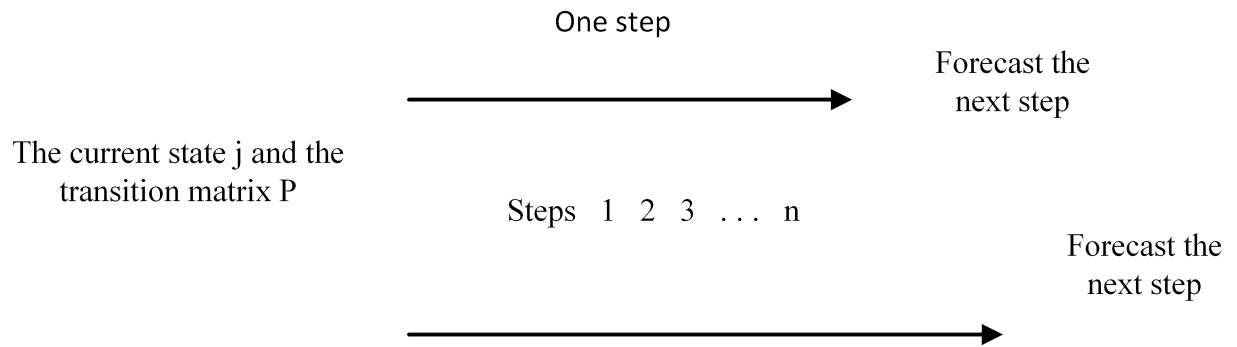 One step
Forecast the
next step
The current state j and the
transition matrix P
Steps 1 2 3 ... n
Forecast the
next step